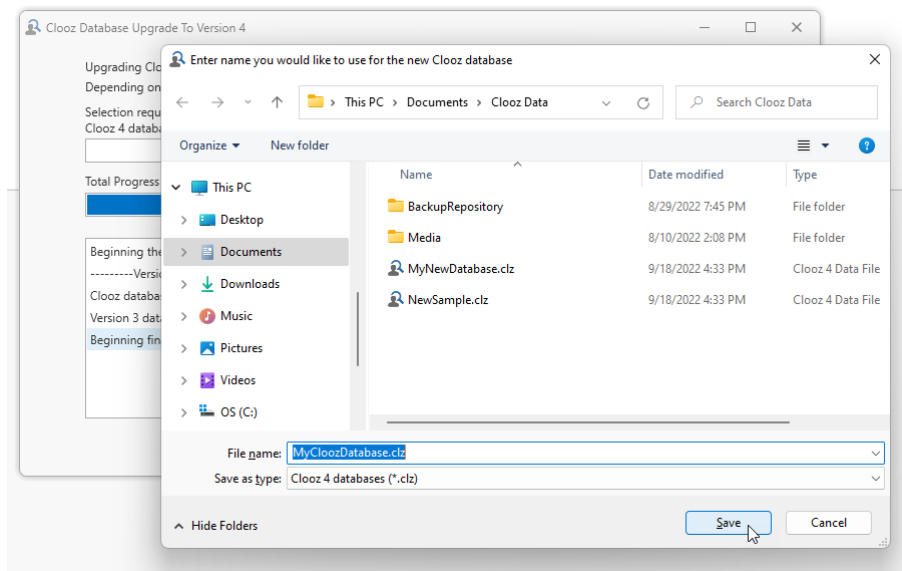 Clooz Database Upgrade To Version 4
Upgrading Clo
Depending on
Selection requ
Clooz 4 databa
Total Progress
Beginning the
---------Versio
Clooz databa
Version 3 dat
Beginning fin
Enter name you would like to use for the new Clooz database
This PC > Documents > Clooz Data
Search Clooz Data
Organize New folder
?
This PC
Desktop
Documents
Downloads
Music
Pictures
Videos
OS (C:)
Name Date modified Type
BackupRepository 8/29/2022 7:45 PM File folder
Media 8/10/2022 2:08 PM File folder
MyNewDatabase.clz 9/18/2022 4:33 PM Clooz 4 Data File
NewSample.clz 9/18/2022 4:33 PM Clooz 4 Data File
File name: MyCloozDatabase.clz
Save as type: Clooz 4 databases (*.clz)
Hide Folders
Save Cancel